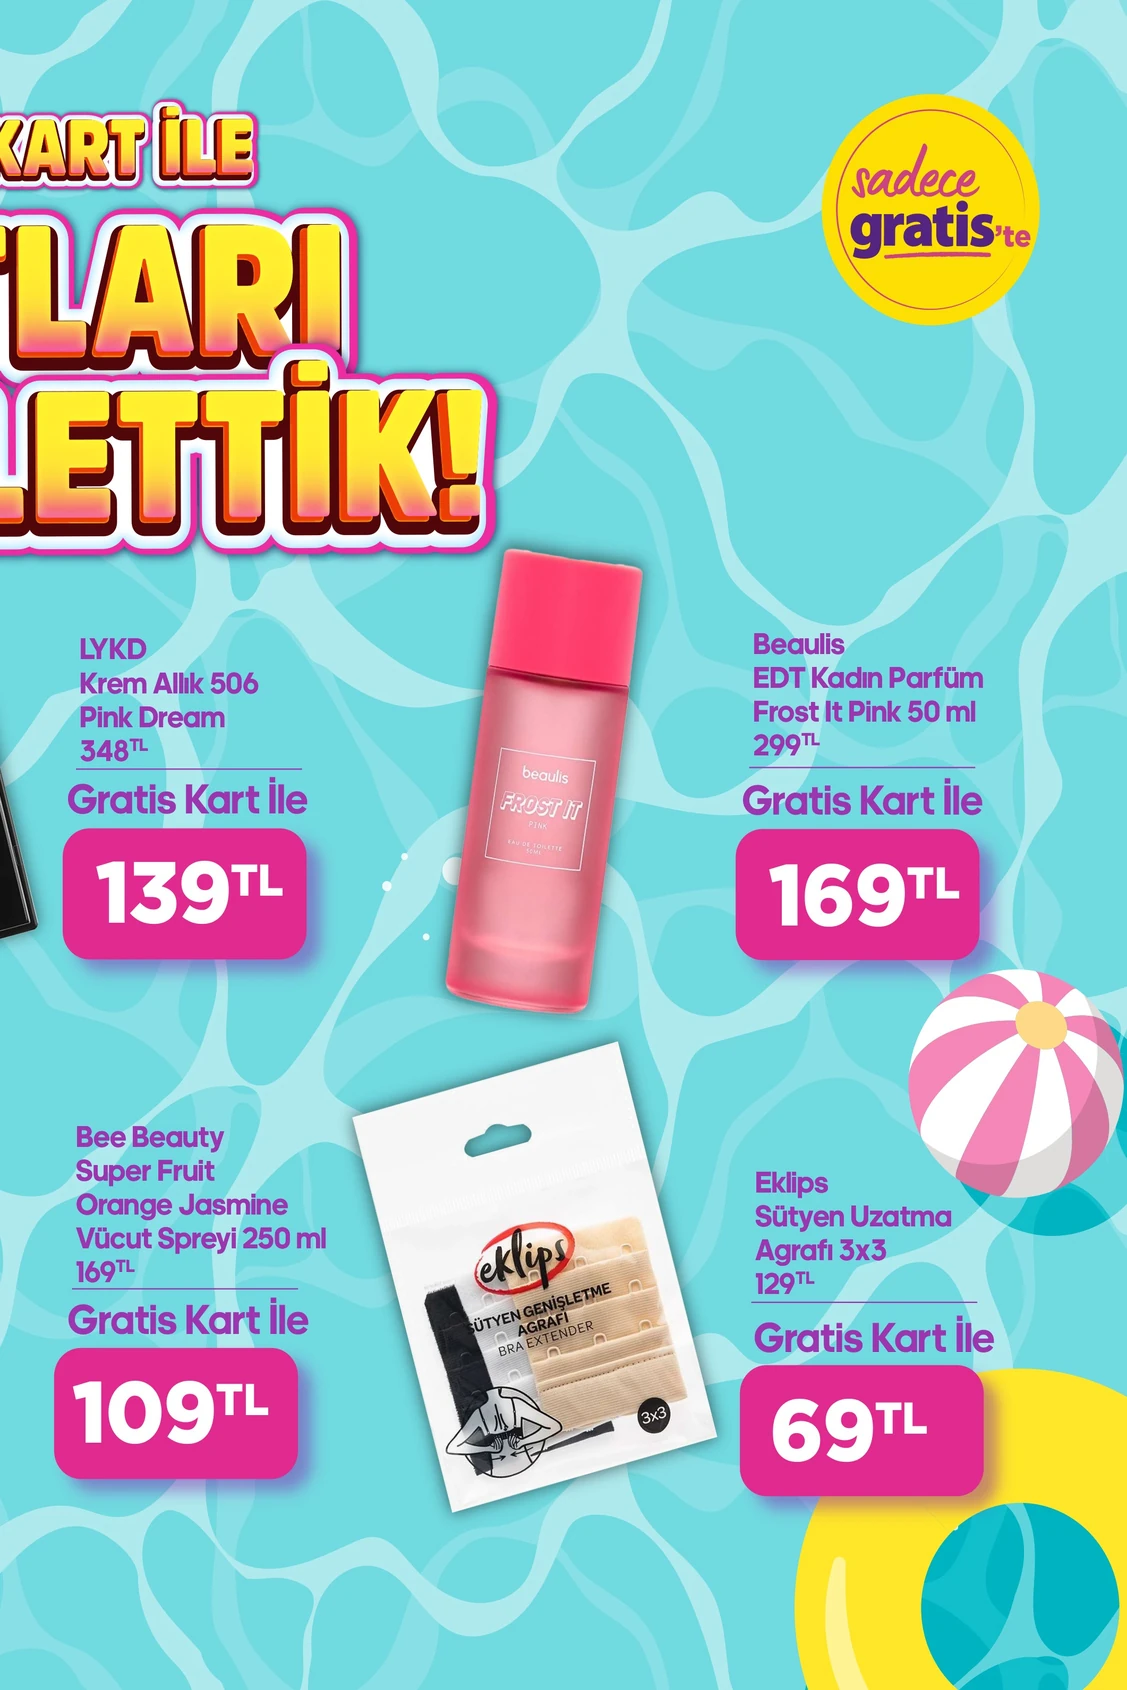 KART İLE
LARI
LETTİK!
sadece
gratis'te
LYKD
Krem Allık 506
Pink Dream
348TL
Gratis Kart İle
139TL
beaulis
FROST IT
PINK
EAU DE TOILETTE
50ML
Beaulis
EDT Kadın Parfüm
Frost It Pink 50 ml
299TL
Gratis Kart İle
169TL
Bee Beauty
Super Fruit
Orange Jasmine
Vücut Spreyi 250 ml
169TL
Gratis Kart İle
109TL
eklips
SÜTYEN GENİŞLETME
AGRAFI
BRA EXTENDER
3x3
Eklips
Sütyen Uzatma
Agrafı 3x3
129TL
Gratis Kart İle
69TL